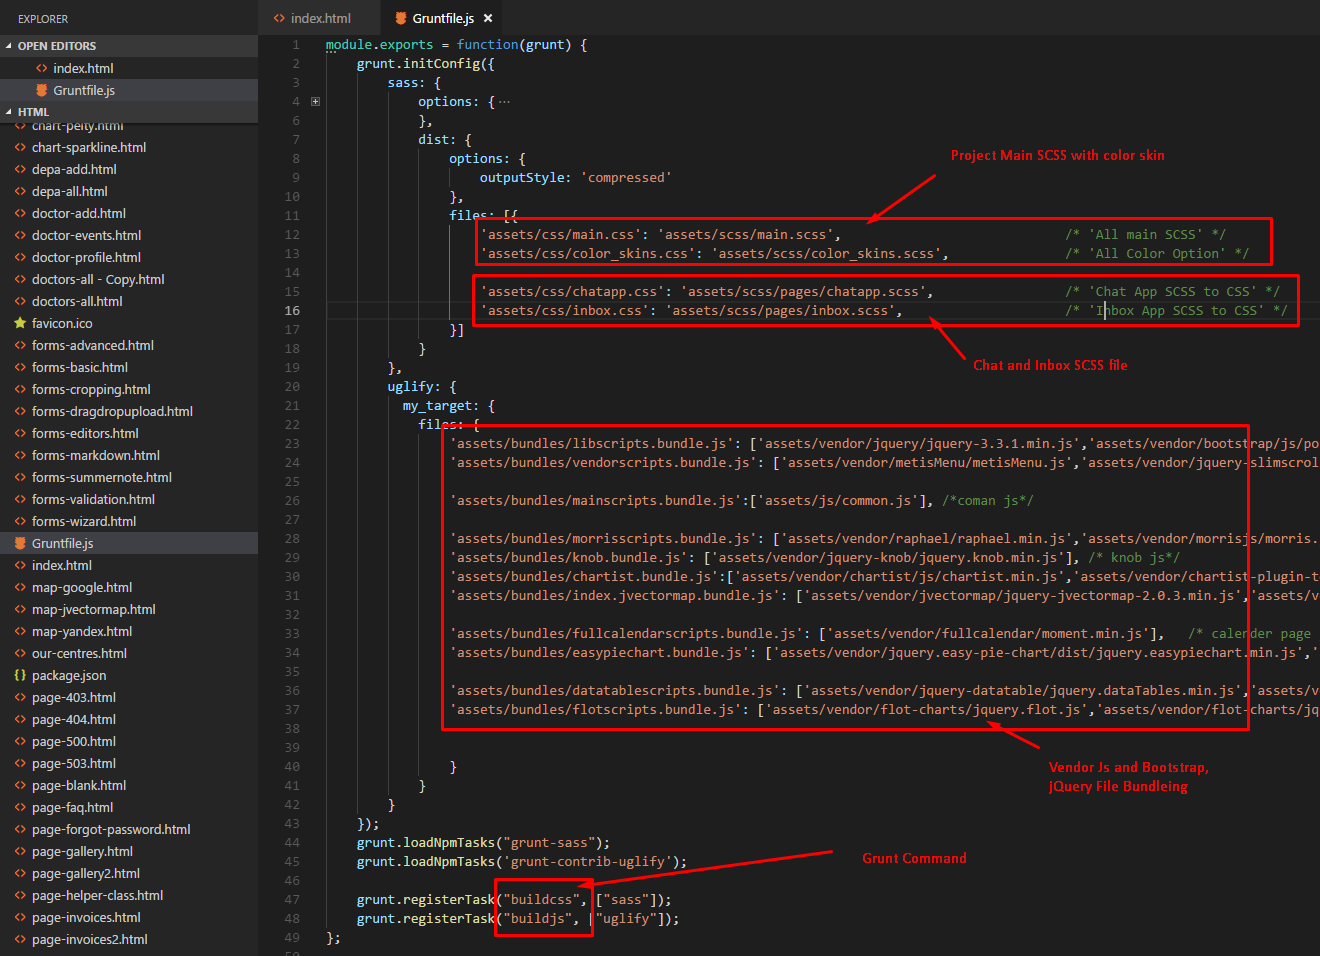 EXPLORER
OPEN EDITORS
index.html
Gruntfile.js
HTML
chart-peity.html
chart-sparkline.html
depa-add.html
depa-all.html
doctor-add.html
doctor-events.html
doctor-profile.html
doctors-all - Copy.html
doctors-all.html
favicon.ico
forms-advanced.html
forms-basic.html
forms-cropping.html
forms-dragdropupload.html
forms-editors.html
forms-markdown.html
forms-summernote.html
forms-validation.html
forms-wizard.html
Gruntfile.js
index.html
map-google.html
map-jvectormap.html
map-yandex.html
our-centres.html
package.json
page-403.html
page-404.html
page-500.html
page-503.html
page-blank.html
page-faq.html
page-forgot-password.html
page-gallery.html
page-gallery2.html
page-helper-class.html
page-invoices.html
page-invoices2.html
index.html
Gruntfile.js
1 module.exports = function(grunt) {
2 grunt.initConfig({
3 sass: {
4 options: { ···
6 },
7 dist: {
8 options: {
9 outputStyle: 'compressed'
10 },
11 files: [{
12 'assets/css/main.css': 'assets/scss/main.scss', /* 'All main SCSS' */
13 'assets/css/color_skins.css': 'assets/scss/color_skins.scss', /* 'All Color Option' */
14
15 'assets/css/chatapp.css': 'assets/scss/pages/chatapp.scss', /* 'Chat App SCSS to CSS' */
16 'assets/css/inbox.css': 'assets/scss/pages/inbox.scss', /* 'Inbox App SCSS to CSS' */
17 }]
18 }
19 },
20 uglify: {
21 my_target: {
22 files: {
23 'assets/bundles/libscripts.bundle.js': ['assets/vendor/jquery/jquery-3.3.1.min.js','assets/vendor/bootstrap/js/po
24 'assets/bundles/vendorscripts.bundle.js': ['assets/vendor/metisMenu/metisMenu.js','assets/vendor/jquery-slimscrol
25
26 'assets/bundles/mainscripts.bundle.js':['assets/js/common.js'], /*coman js*/
27
28 'assets/bundles/morrisscripts.bundle.js': ['assets/vendor/raphael/raphael.min.js','assets/vendor/morrisjs/morris.
29 'assets/bundles/knob.bundle.js': ['assets/vendor/jquery-knob/jquery.knob.min.js'], /* knob js*/
30 'assets/bundles/chartist.bundle.js':['assets/vendor/chartist/js/chartist.min.js','assets/vendor/chartist-plugin-t
31 'assets/bundles/index.jvectormap.bundle.js': ['assets/vendor/jvectormap/jquery-jvectormap-2.0.3.min.js','assets/v
32
33 'assets/bundles/fullcalendarscripts.bundle.js': ['assets/vendor/fullcalendar/moment.min.js'], /* calender page
34 'assets/bundles/easypiechart.bundle.js': ['assets/vendor/jquery.easy-pie-chart/dist/jquery.easypiechart.min.js','
35
36 'assets/bundles/datatablescripts.bundle.js': ['assets/vendor/jquery-datatable/jquery.dataTables.min.js','assets/v
37 'assets/bundles/flotscripts.bundle.js': ['assets/vendor/flot-charts/jquery.flot.js','assets/vendor/flot-charts/jq
38
39
40 }
41 }
42 }
43 });
44 grunt.loadNpmTasks("grunt-sass");
45 grunt.loadNpmTasks('grunt-contrib-uglify');
46
47 grunt.registerTask("buildcss", ["sass"]);
48 grunt.registerTask("buildjs", ["uglify"]);
49 };
Project Main SCSS with color skin
Chat and Inbox SCSS file
Vendor Js and Bootstrap,
JQuery File Bundleing
Grunt Command